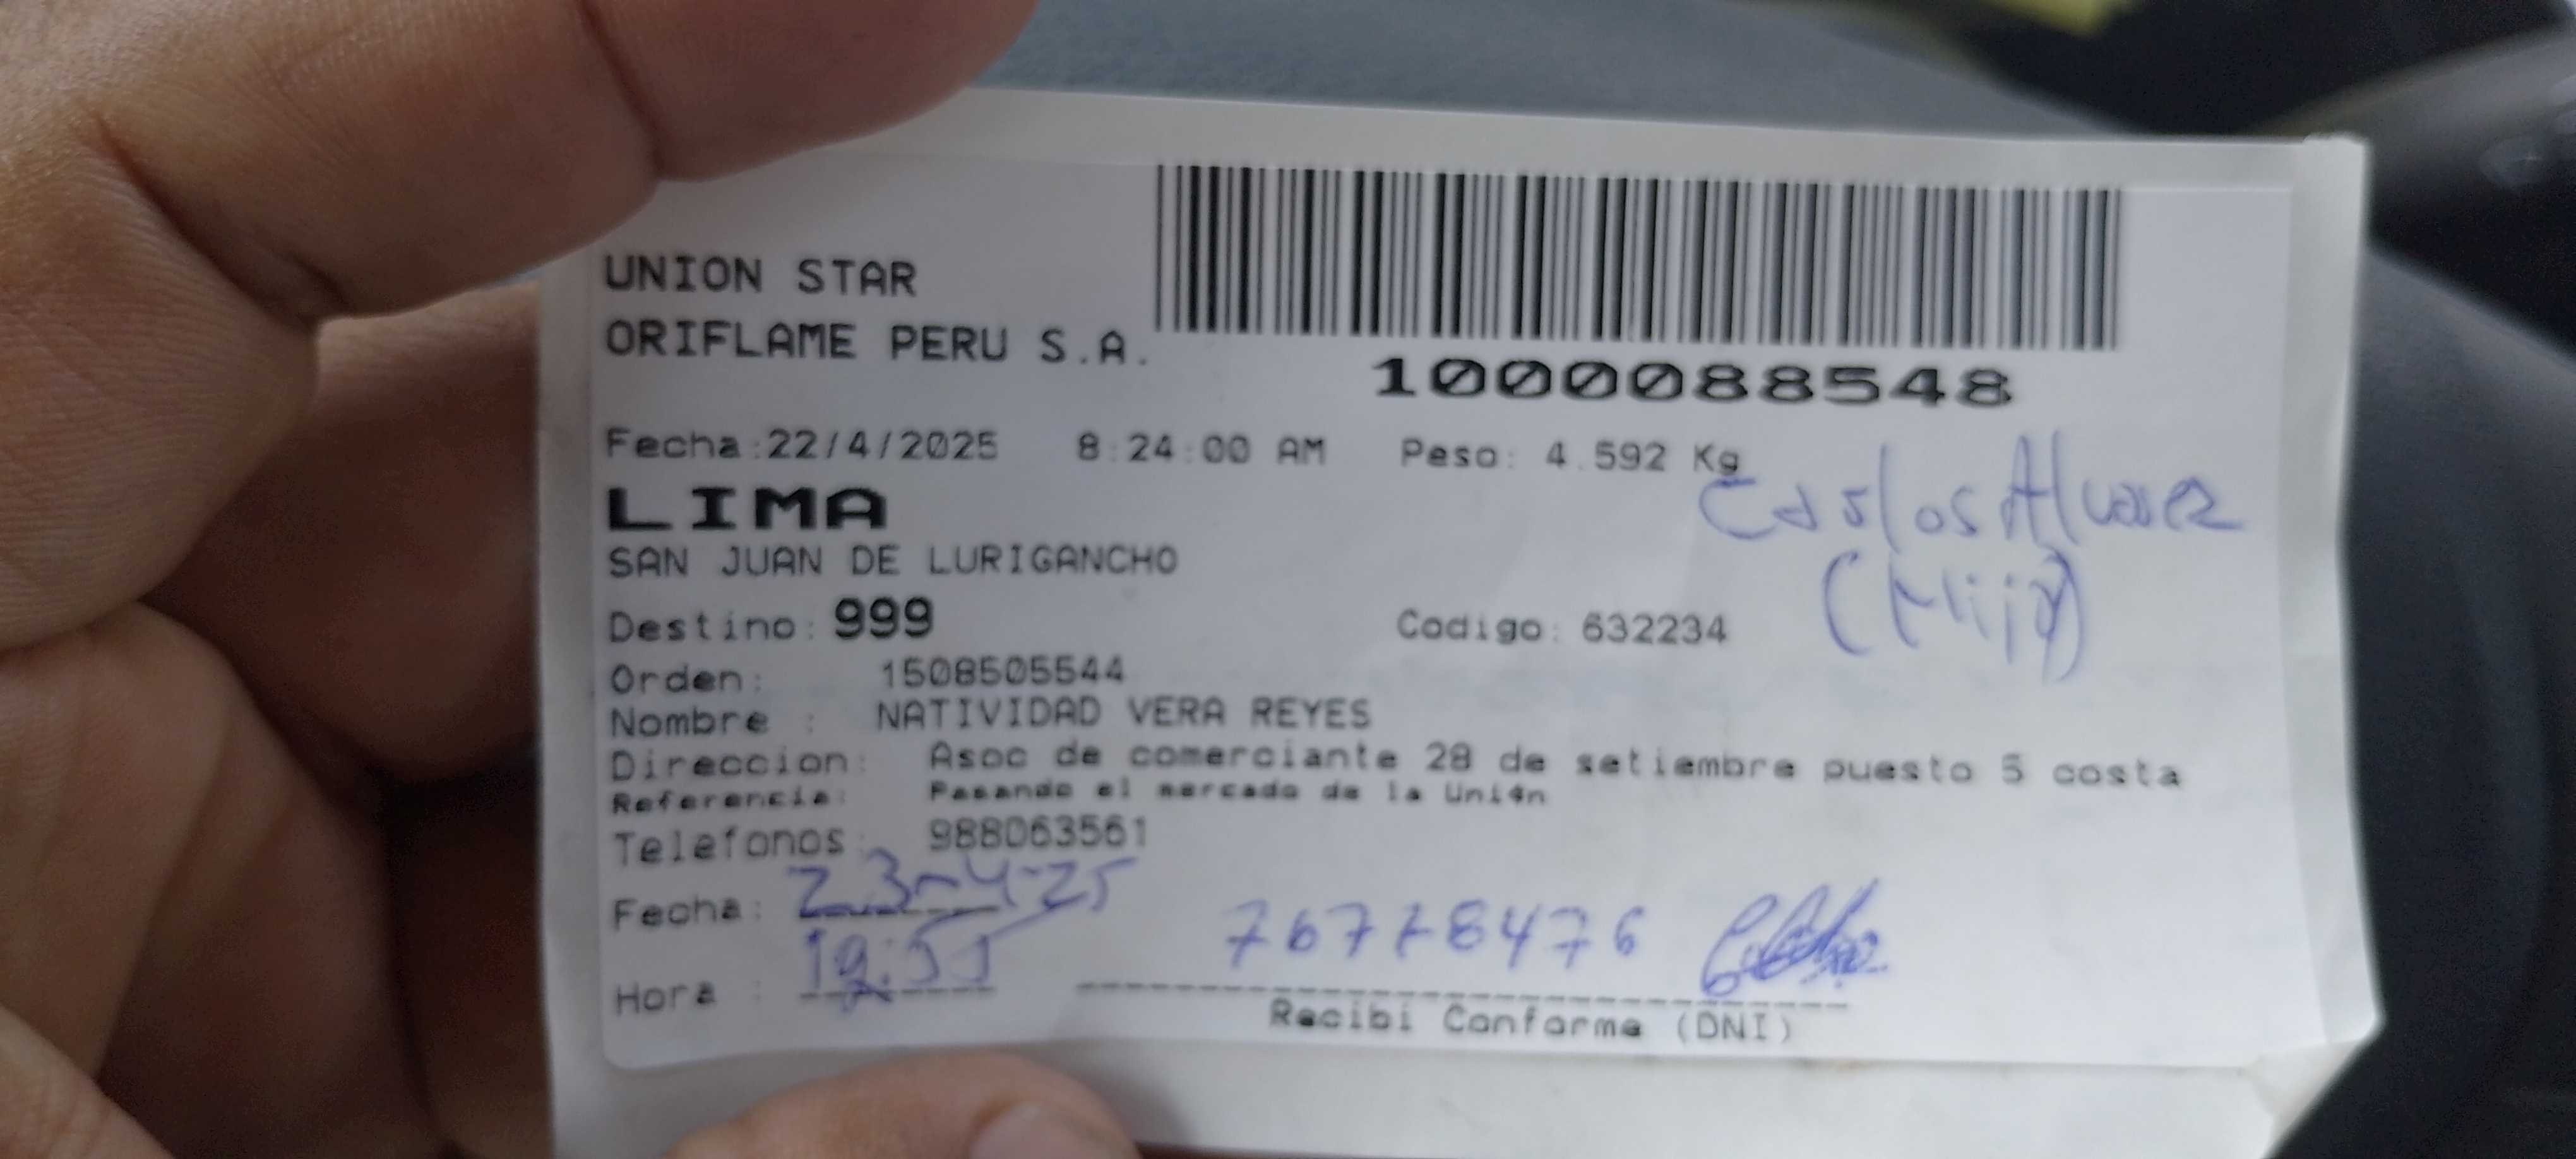 UNION STAR
ORIFLAME PERU S.A.
1000088548
Fecha:22/4/2025 8:24:00 AM Peso: 4.592 Kg
Carlos Alvarez
LIMA
(Hijo)
SAN JUAN DE LURIGANCHO
Destino: 999 Codigo: 632234
Orden: 1508505544
Nombre : NATIVIDAD VERA REYES
Direccion: Asoc de comerciante 28 de setiembre puesto 5 costa
Referencia: Pasando el mercado de la Uni4n
Telefonos: 988063561
Fecha: 23-4-25
76778476
Hora :
Recibi Conforme (DNI)